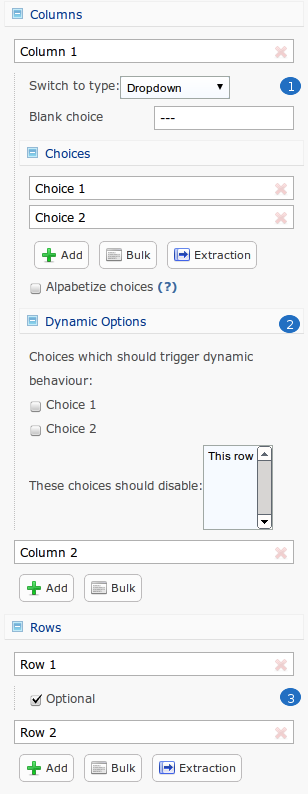 Columns
Column 1
Switch to type: Dropdown 1
Blank choice ---
Choices
Choice 1
Choice 2
Add Bulk Extraction
Alpabetize choices (?)
Dynamic Options 2
Choices which should trigger dynamic
behaviour:
Choice 1
Choice 2
These choices should disable: This row
Column 2
Add Bulk
Rows
Row 1
Optional 3
Row 2
Add Bulk Extraction